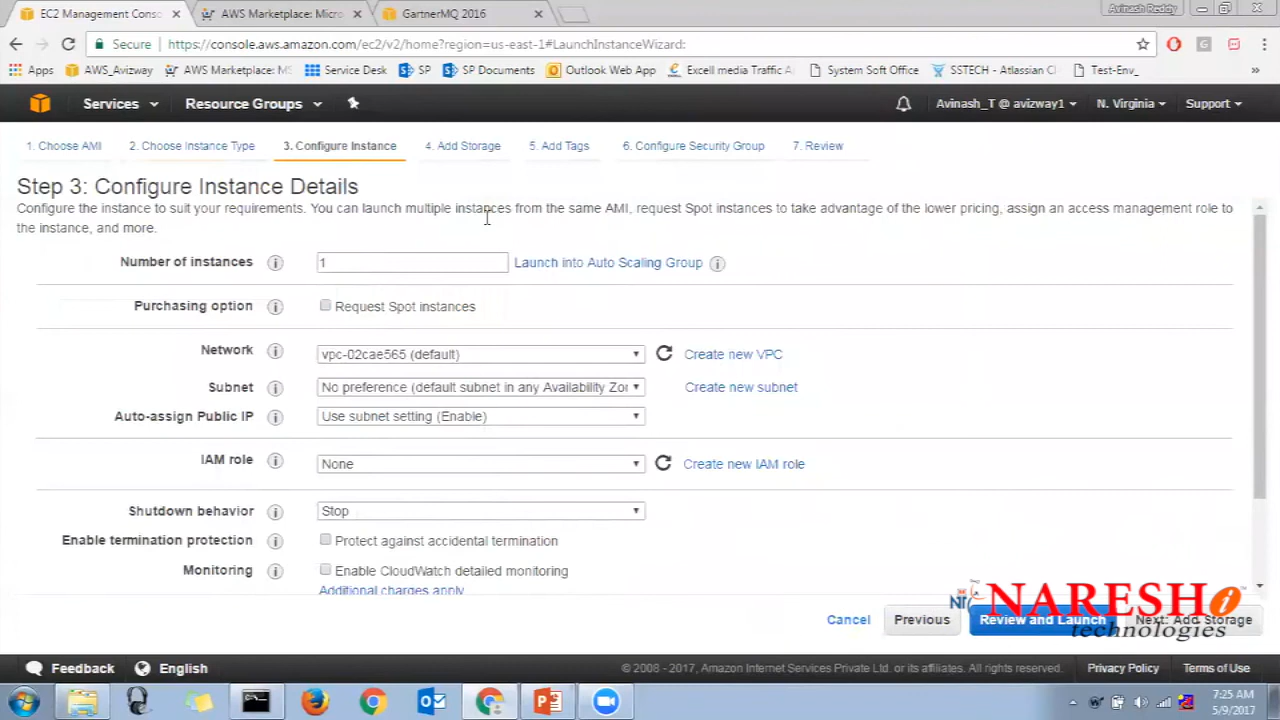 EC2 Management Conso
AWS Marketplace: Micro
GartnerMQ 2016
Avinash Reddy
Secure
https://console.aws.amazon.com/ec2/v2/home?region=us-east-1#LaunchInstanceWizard:
Apps
AWS_Avizway
AWS Marketplace: MS
Service Desk
SP
SP Documents
Outlook Web App
Excell media Traffic A
System Soft Office
SSTECH - Atlassian Cl
Test-Env_
Services
Resource Groups
Avinash_T @ avizway1
N. Virginia
Support
1. Choose AMI
2. Choose Instance Type
3. Configure Instance
4. Add Storage
5. Add Tags
6. Configure Security Group
7. Review
Step 3: Configure Instance Details
Configure the instance to suit your requirements. You can launch multiple instances from the same AMI, request Spot instances to take advantage of the lower pricing, assign an access management role to
the instance, and more.
Number of instances
1
Launch into Auto Scaling Group
Purchasing option
Request Spot instances
Network
vpc-02cae565 (default)
Create new VPC
Subnet
No preference (default subnet in any Availability Zor
Create new subnet
Auto-assign Public IP
Use subnet setting (Enable)
IAM role
None
Create new IAM role
Shutdown behavior
Stop
Enable termination protection
Protect against accidental termination
Monitoring
Enable CloudWatch detailed monitoring
Additional charges apply
NARESH i
technologies
Cancel
Previous
Review and Launch
Next: Add Storage
Feedback
English
© 2008 - 2017, Amazon Internet Services Private Ltd. or its affiliates. All rights reserved.
Privacy Policy
Terms of Use
7:25 AM
5/9/2017